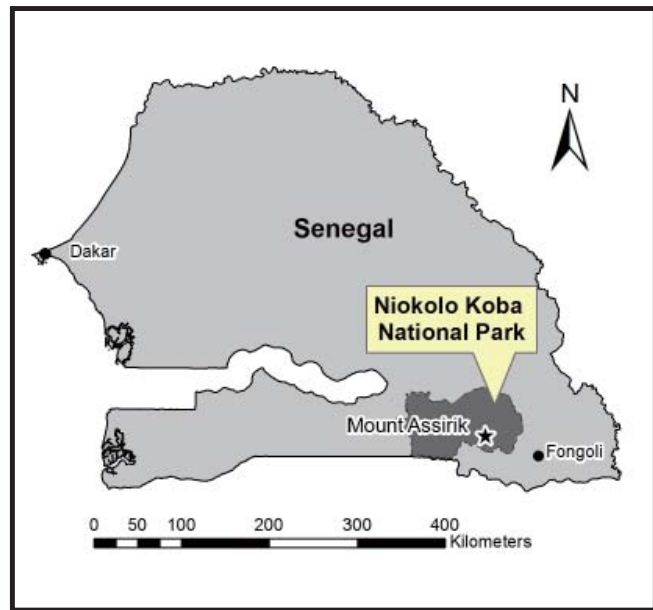 N
Senegal
Dakar
Niokolo Koba
National Park
Mount Assirik
Fongoli
0 50 100 200 300 400
Kilometers